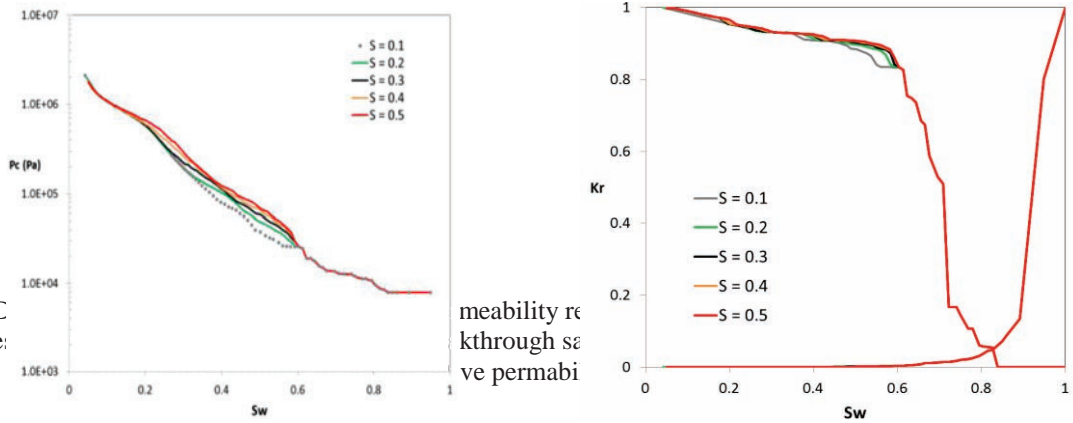 1.0E+07
1.0E+06
1.0E+05
1.0E+04
1.0E+03
Pc (Pa)
S = 0.1
S = 0.2
S = 0.3
S = 0.4
S = 0.5
0 0.2 0.4 0.6 0.8 1
Sw
meability re
kthrough sa
ve permabi
1
0.8
0.6
0.4
0.2
0
Kr
S = 0.1
S = 0.2
S = 0.3
S = 0.4
S = 0.5
0 0.2 0.4 0.6 0.8 1
Sw